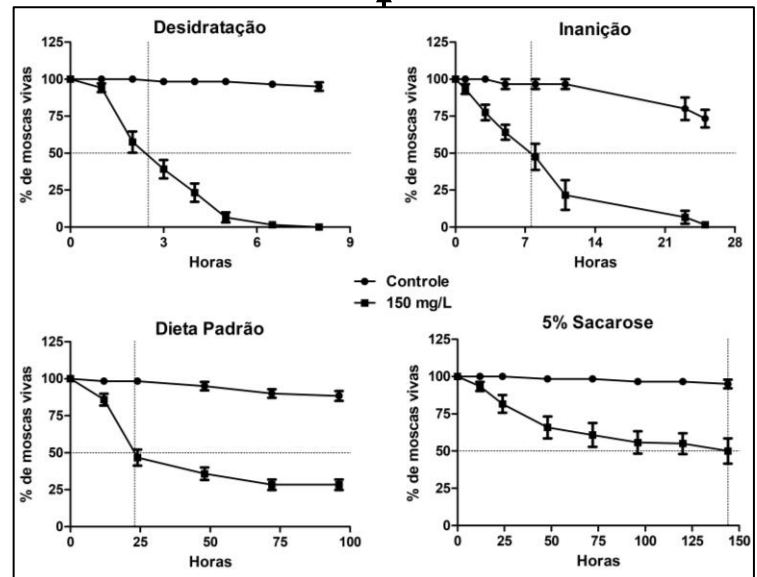 Desidratação
125
100
75
50
25
0
% de moscas vivas
0 3 6 9
Horas
Inanição
125
100
75
50
25
0
% de moscas vivas
0 7 14 21 28
Horas
Controle
150 mg/L
Dieta Padrão
125
100
75
50
25
0
% de moscas vivas
0 25 50 75 100
Horas
5% Sacarose
125
100
75
50
25
0
% de moscas vivas
0 25 50 75 100 125 150
Horas